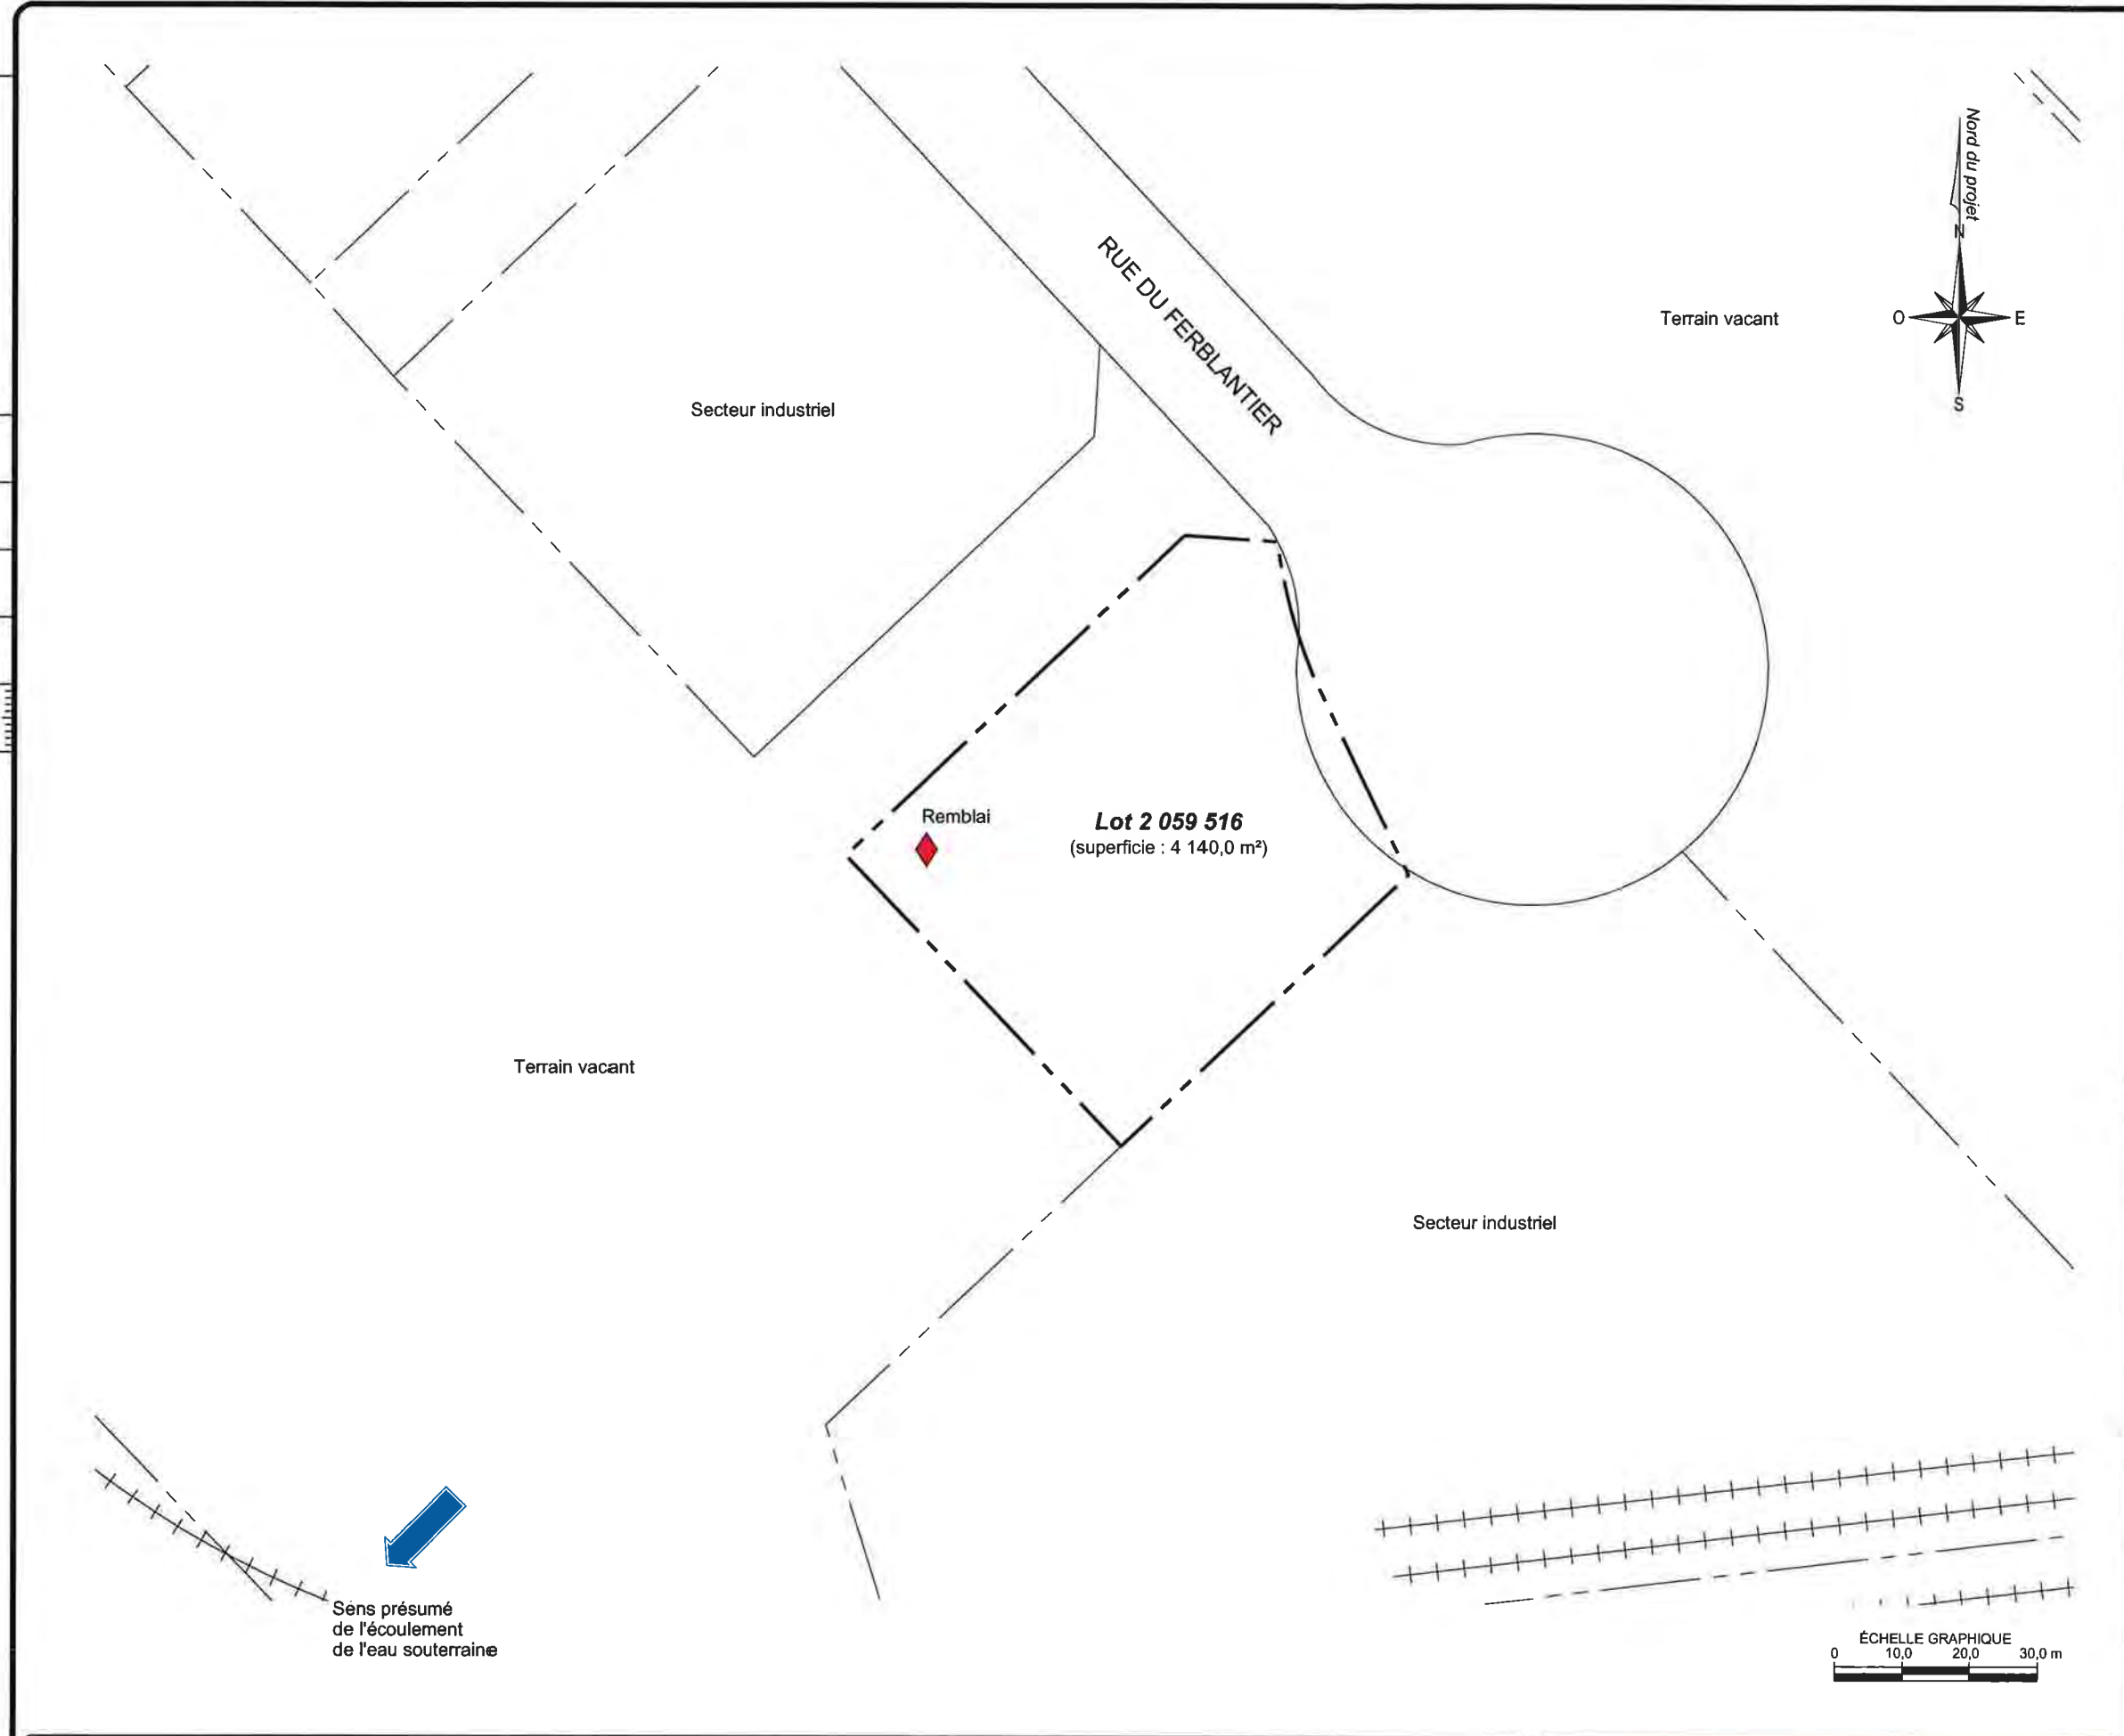 Nord du projet
N
O
E
S
RUE DU FERBLANTIER
Terrain vacant
Secteur industriel
Remblai
Lot 2 059 516
(superficie : 4 140,0 m²)
Terrain vacant
Secteur industriel
Sens présumé
de l'écoulement
de l'eau souterraine
ÉCHELLE GRAPHIQUE
0 10,0 20,0 30,0 m